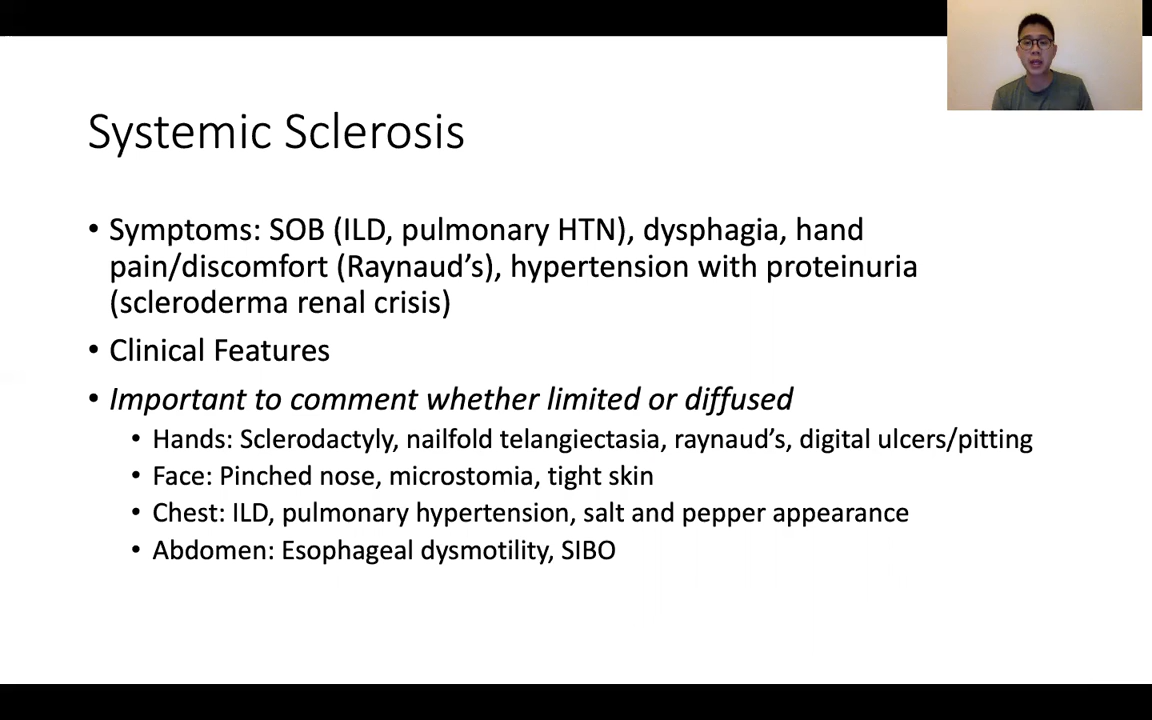 Systemic Sclerosis
• Symptoms: SOB (ILD, pulmonary HTN), dysphagia, hand
pain/discomfort (Raynaud’s), hypertension with proteinuria
(scleroderma renal crisis)
• Clinical Features
• Important to comment whether limited or diffused
• Hands: Sclerodactyly, nailfold telangiectasia, raynaud’s, digital ulcers/pitting
• Face: Pinched nose, microstomia, tight skin
• Chest: ILD, pulmonary hypertension, salt and pepper appearance
• Abdomen: Esophageal dysmotility, SIBO